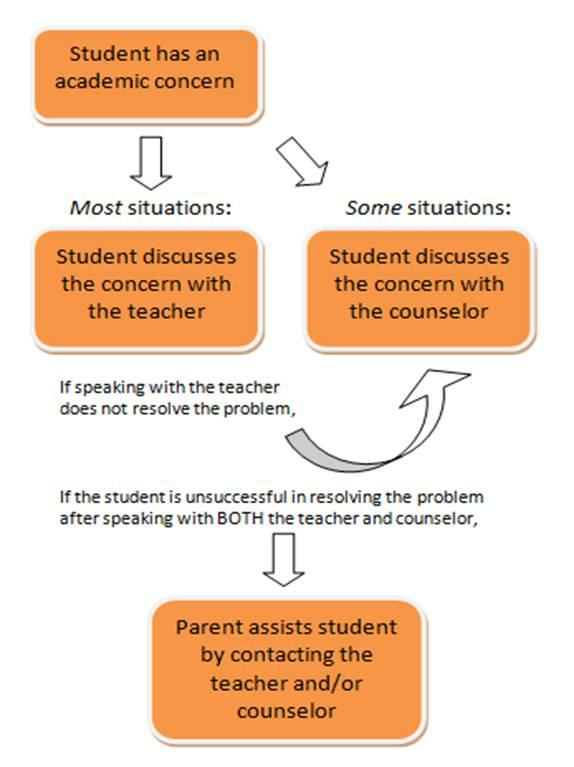 Student has an
academic concern
Most situations:
Some situations:
Student discusses
the concern with
the teacher
Student discusses
the concern with
the counselor
If speaking with the teacher
does not resolve the problem,
If the student is unsuccessful in resolving the problem
after speaking with BOTH the teacher and counselor,
Parent assists student
by contacting the
teacher and/or
counselor